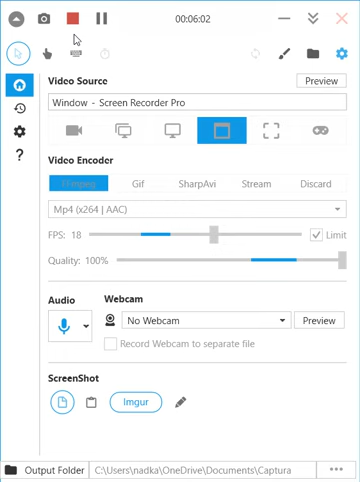 00:06:02
Video Source
Preview
Window - Screen Recorder Pro
Video Encoder
FFmpeg Gif SharpAvi Stream Discard
Mp4 (x264 | AAC)
FPS: 18 Limit
Quality: 100%
Audio
Webcam
No Webcam Preview
Record Webcam to separate file
ScreenShot
Imgur
Output Folder C:\Users\nadka\OneDrive\Documents\Captura